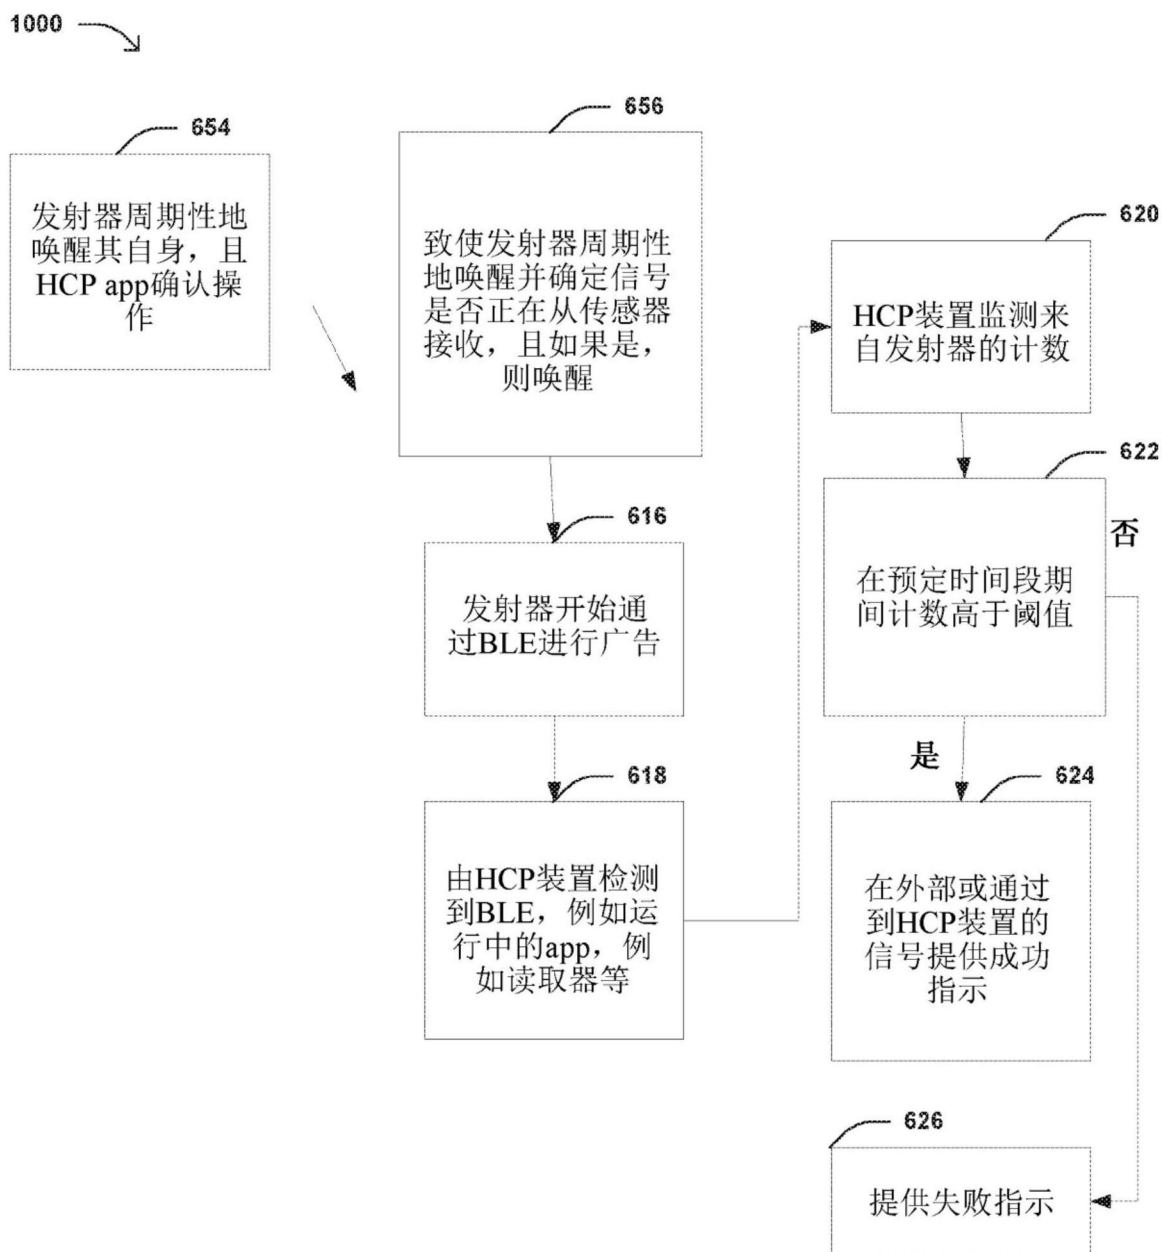 1000
654
发射器周期性地
唤醒其自身，且
HCP app确认操
作
656
致使发射器周期性
地唤醒并确定信号
是否正在从传感器
接收，且如果是，
则唤醒
616
发射器开始通
过BLE进行广告
618
由HCP装置检测
到BLE，例如运
行中的app，例
如读取器等
620
HCP装置监测来
自发射器的计数
622
在预定时间段期
间计数高于阈值
否
是
624
在外部或通过
到HCP装置的
信号提供成功
指示
626
提供失败指示